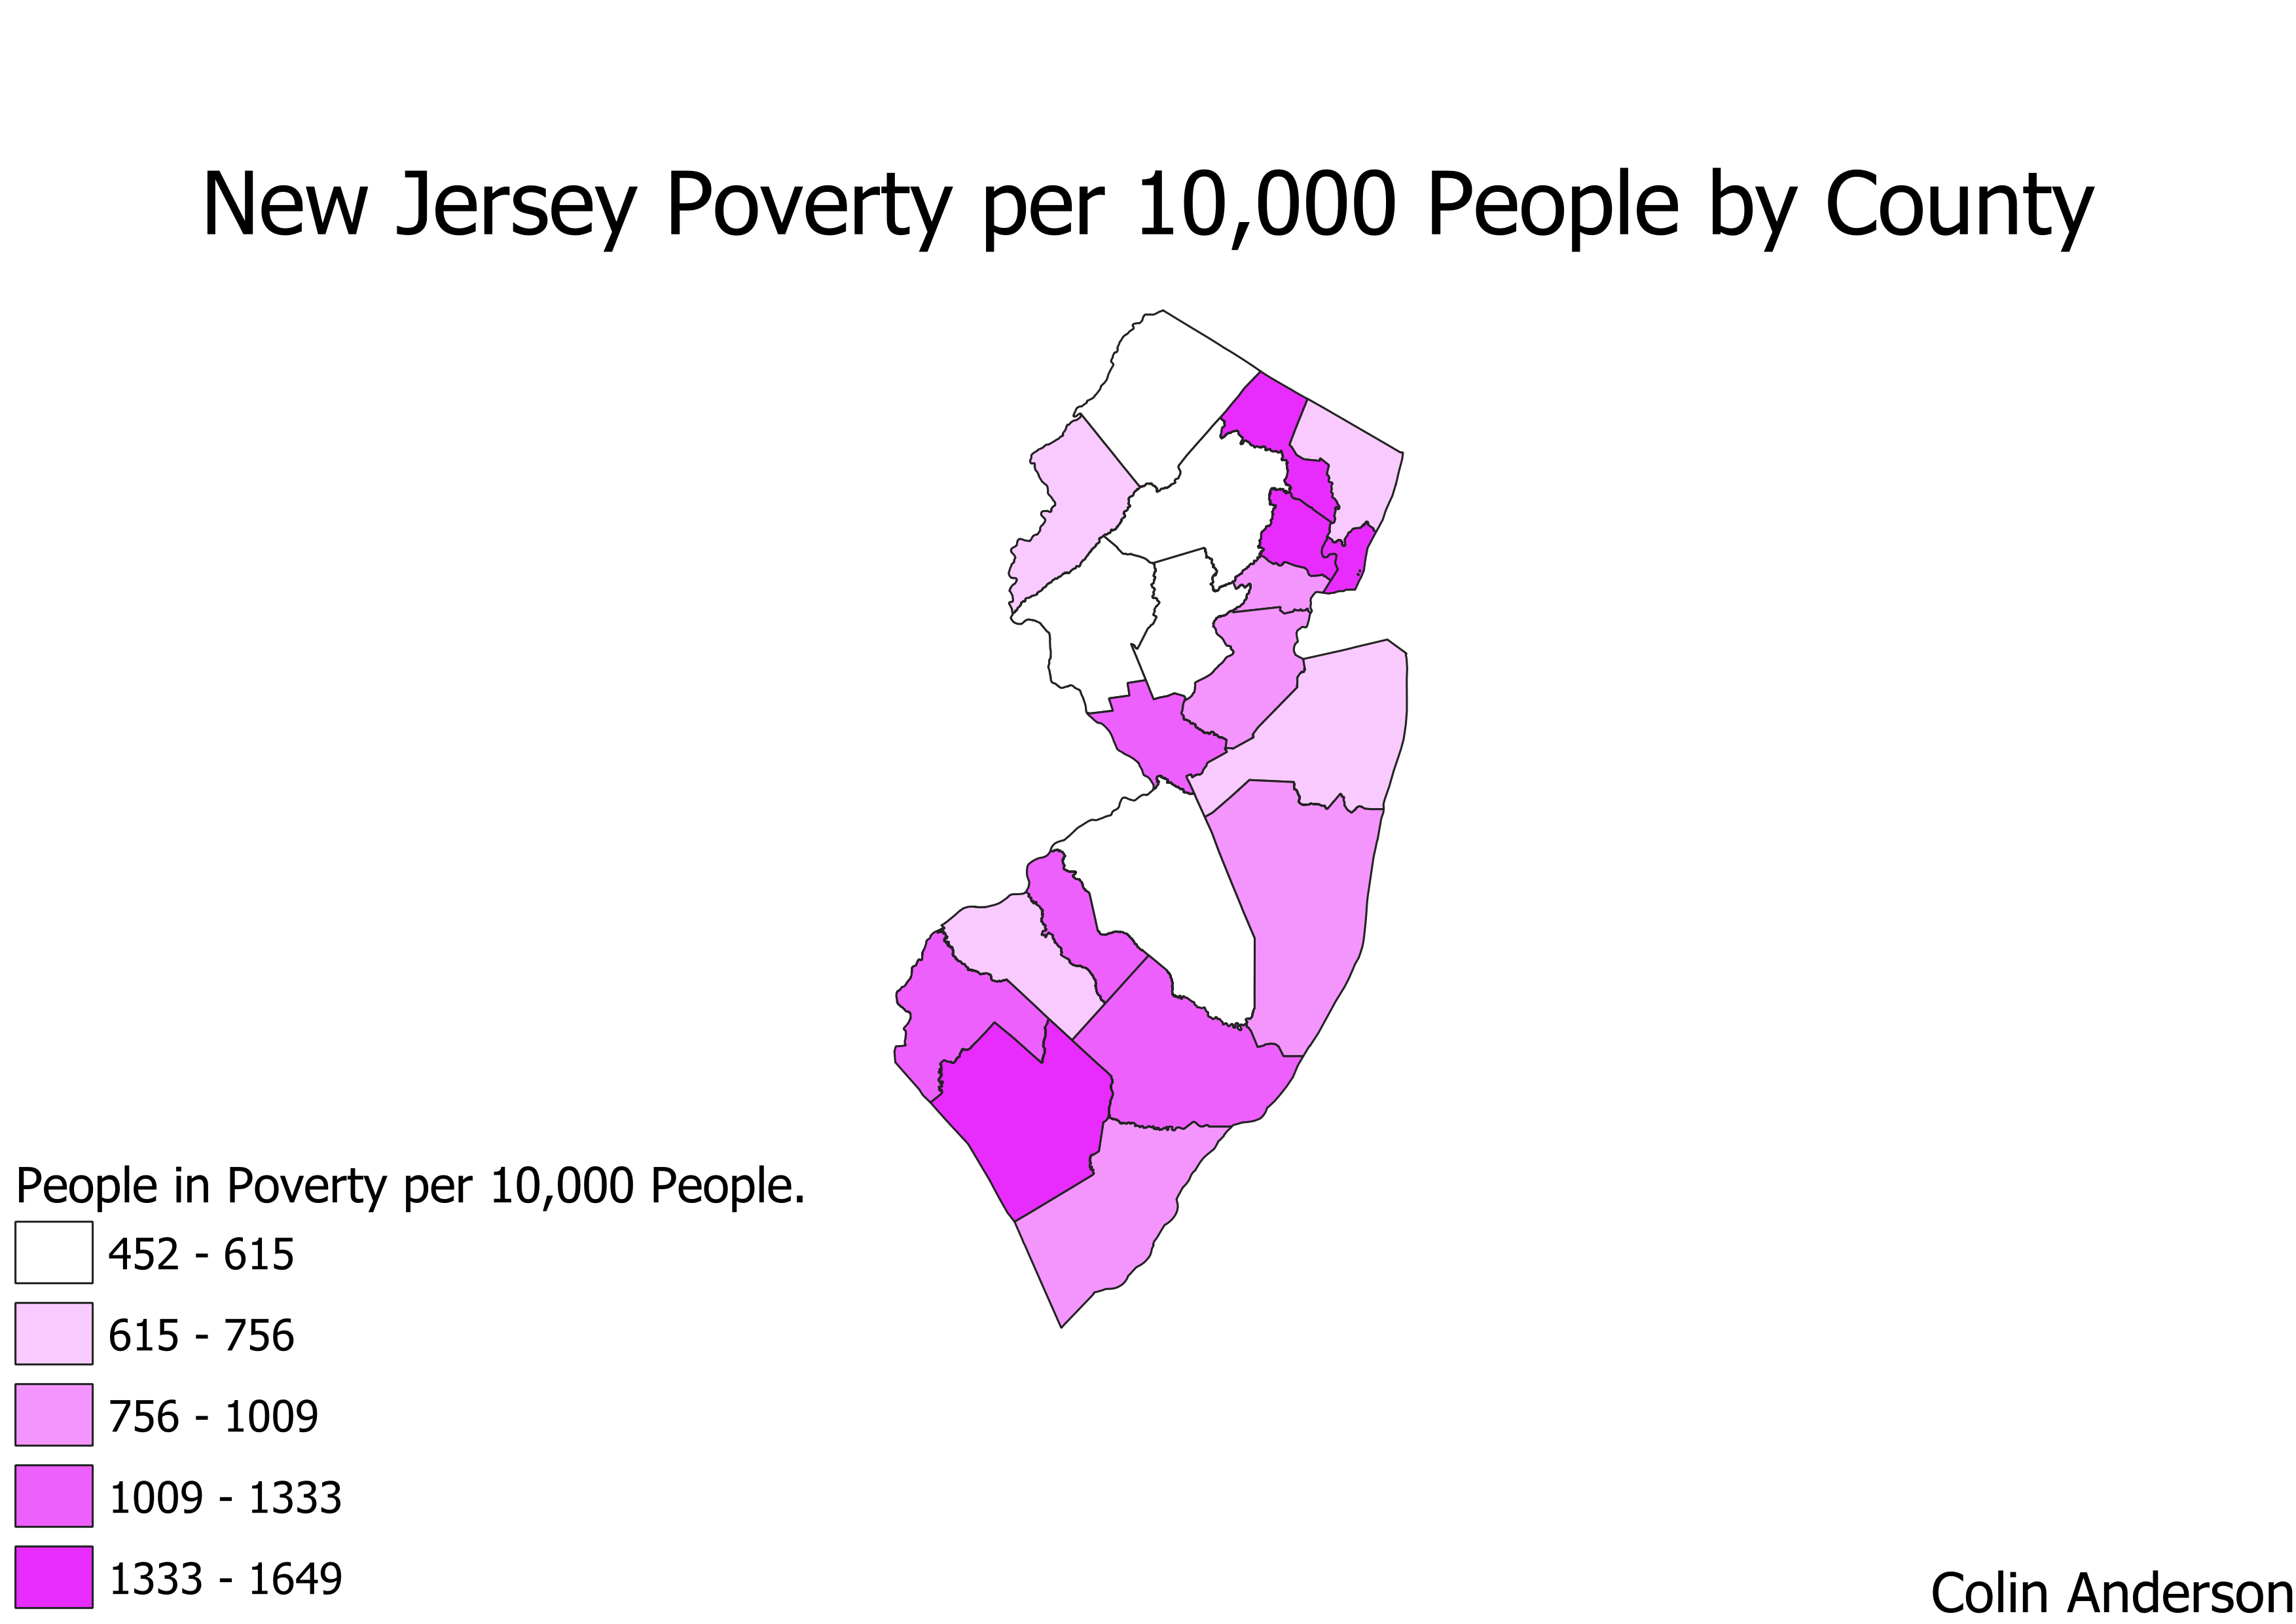 New Jersey Poverty per 10,000 People by County
People in Poverty per 10,000 People.
452 - 615
615 - 756
756 - 1009
1009 - 1333
1333 - 1649
Colin Anderson